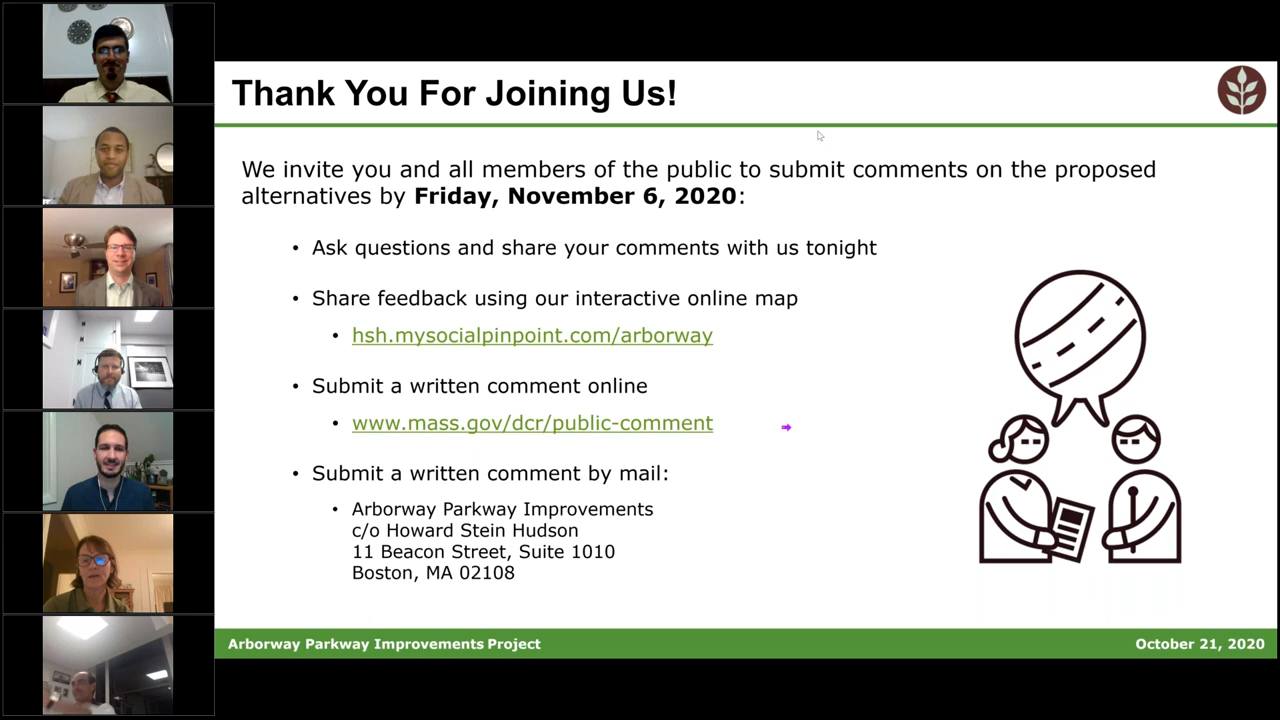 Thank You For Joining Us!
We invite you and all members of the public to submit comments on the proposed
alternatives by Friday, November 6, 2020:
• Ask questions and share your comments with us tonight
• Share feedback using our interactive online map
• hsh.mysocialpinpoint.com/arborway
• Submit a written comment online
• www.mass.gov/dcr/public-comment
• Submit a written comment by mail:
• Arborway Parkway Improvements
c/o Howard Stein Hudson
11 Beacon Street, Suite 1010
Boston, MA 02108
Arborway Parkway Improvements Project
October 21, 2020